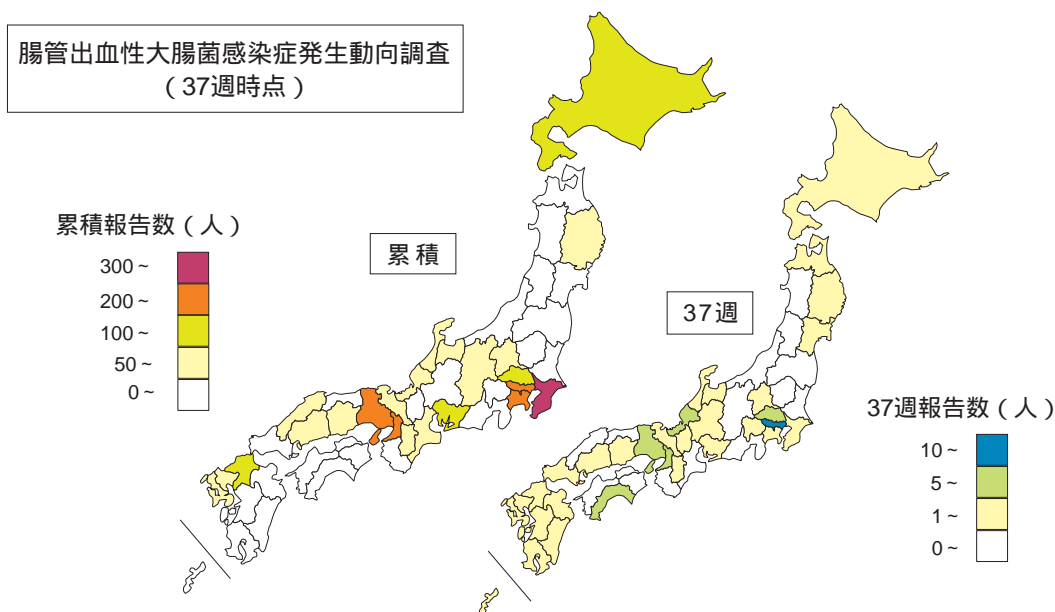 腸管出血性大腸菌感染症発生動向調査
（37週時点）
累積報告数（人）
300～
200～
100～
50～
0～
累 積
37週
37週報告数（人）
10～
5～
1～
0～